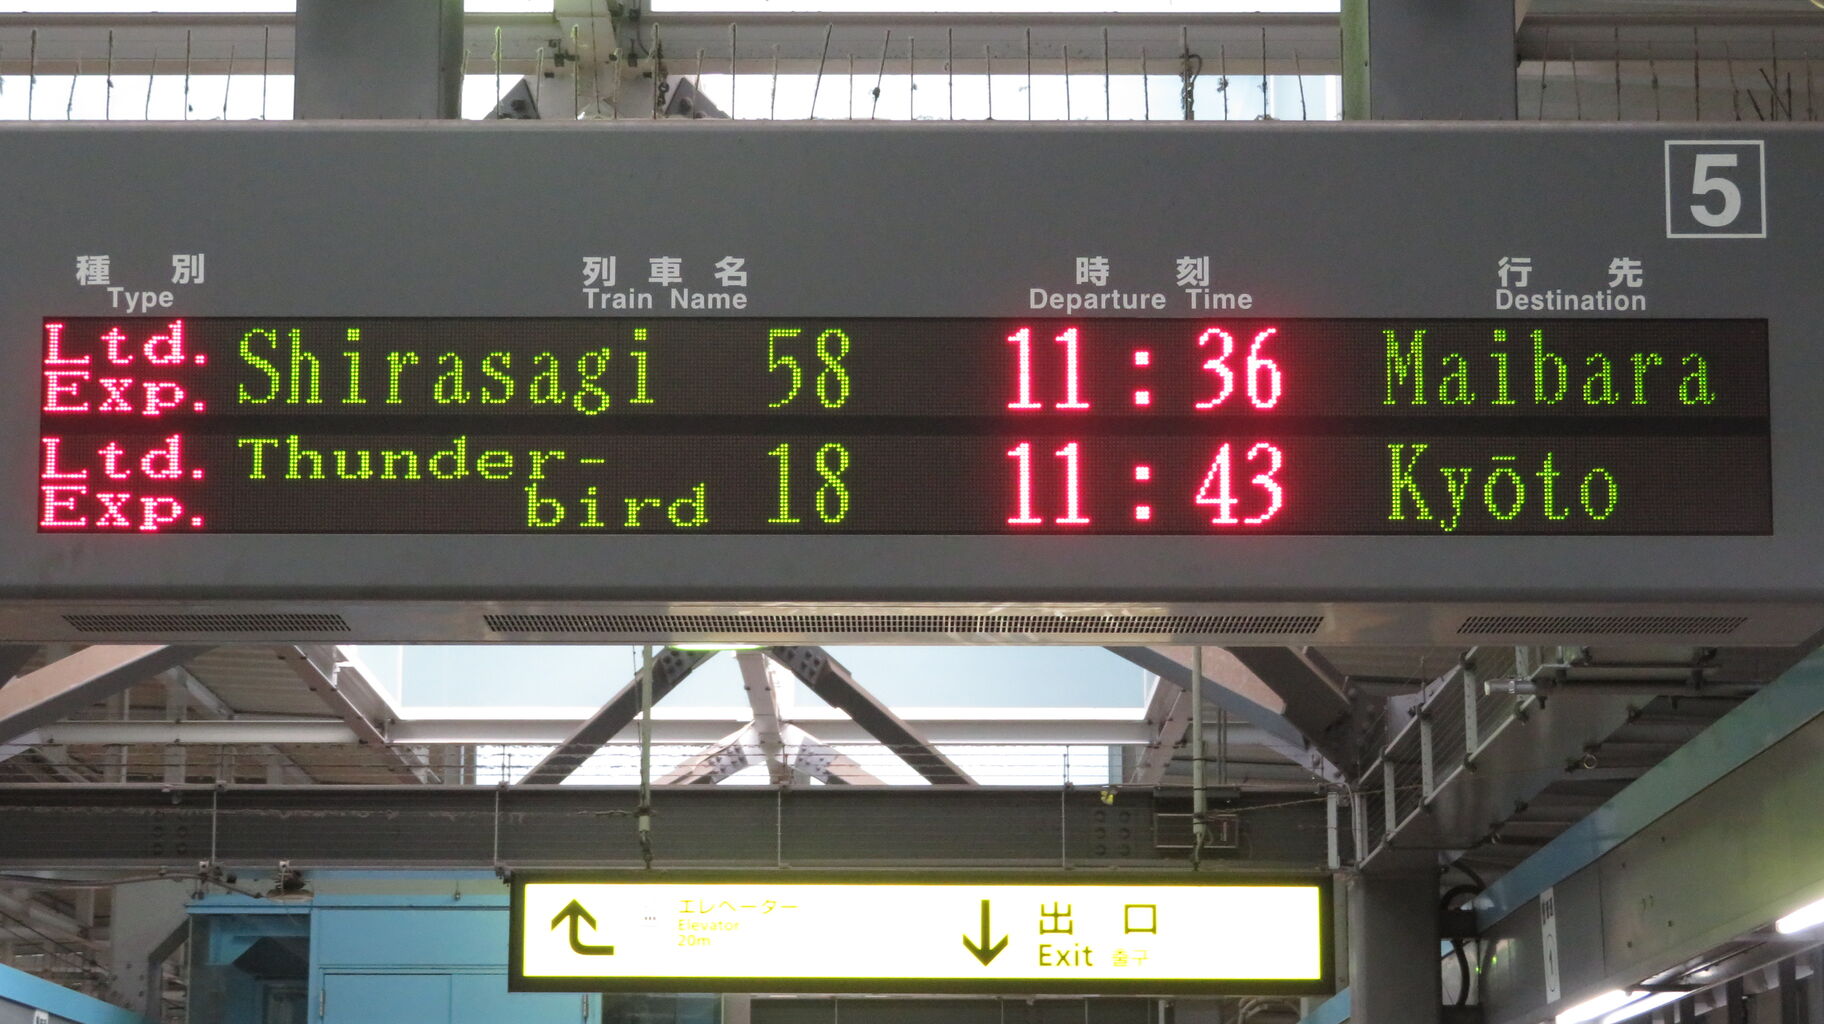 5
種別 列車名 時刻 行先
Type Train Name Departure Time Destination
Ltd. Exp. Shirasagi 58 11:36 Maibara
Ltd. Exp. Thunder-bird 18 11:43 Kyōto
エレベーター
Elevator
20m
出口
Exit 출구